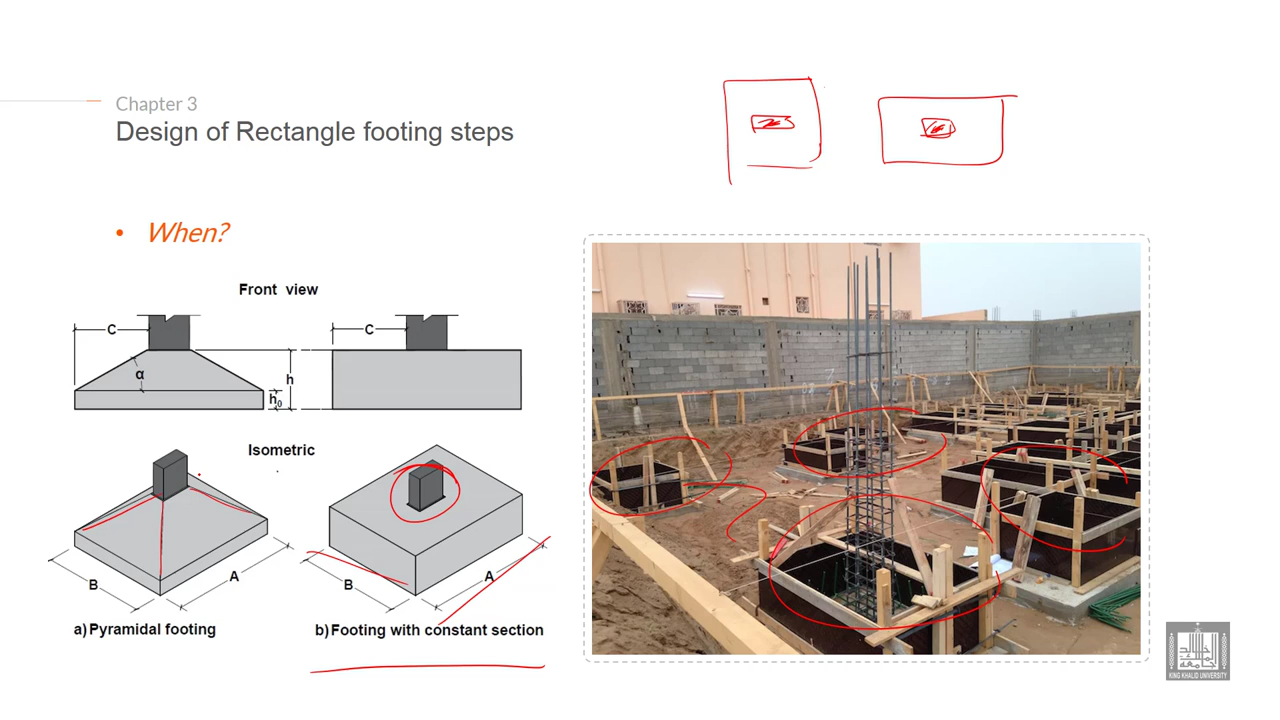 Chapter 3
Design of Rectangle footing steps
• When?
Front view
C
C
α
h
h₀
Isometric
B
A
B
A
a) Pyramidal footing
b) Footing with constant section
KING KHALID UNIVERSITY